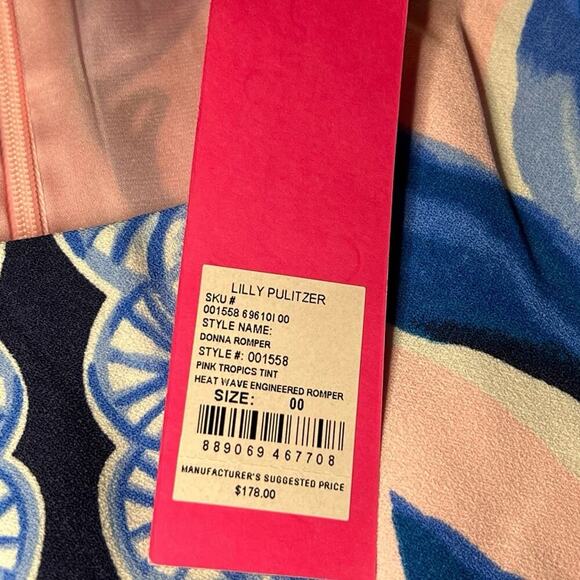 LILLY PULITZER
SKU #
001558 69610I 00
STYLE NAME:
DONNA ROMPER
STYLE #: 001558
PINK TROPICS TINT
HEAT WAVE ENGINEERED ROMPER
SIZE: 00
889069 467708
MANUFACTURER'S SUGGESTED PRICE
$178.00